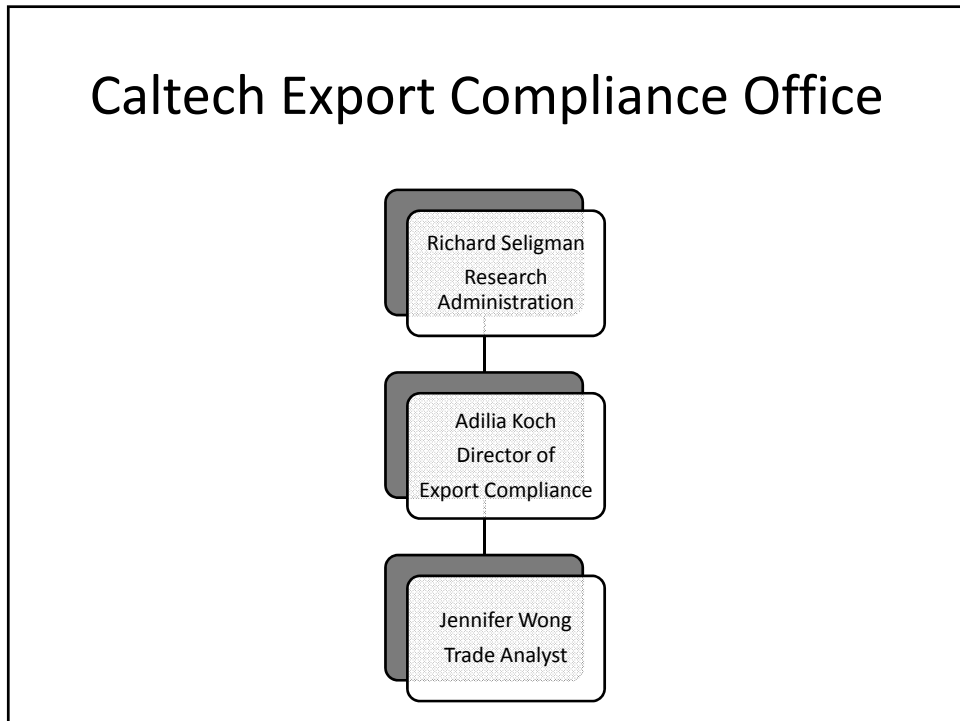 Caltech Export Compliance Office
Richard Seligman
Research
Administration
Adilia Koch
Director of
Export Compliance
Jennifer Wong
Trade Analyst